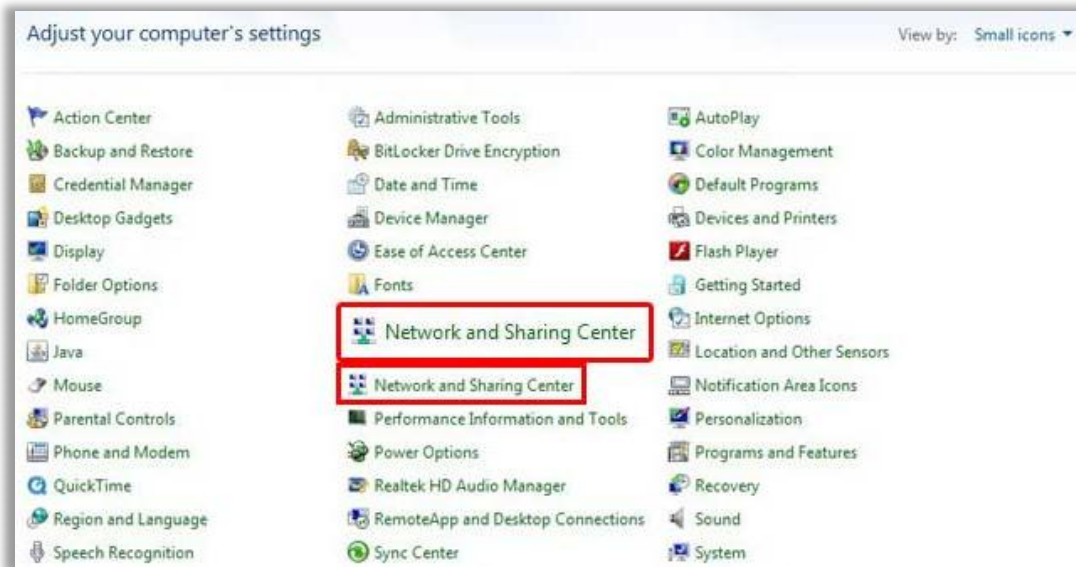 Adjust your computer's settings
View by: Small icons
Action Center
Administrative Tools
AutoPlay
Backup and Restore
BitLocker Drive Encryption
Color Management
Credential Manager
Date and Time
Default Programs
Desktop Gadgets
Device Manager
Devices and Printers
Display
Ease of Access Center
Flash Player
Folder Options
Fonts
Getting Started
HomeGroup
Network and Sharing Center
Internet Options
Java
Location and Other Sensors
Mouse
Network and Sharing Center
Notification Area Icons
Parental Controls
Performance Information and Tools
Personalization
Phone and Modem
Power Options
Programs and Features
QuickTime
Realtek HD Audio Manager
Recovery
Region and Language
RemoteApp and Desktop Connections
Sound
Speech Recognition
Sync Center
System